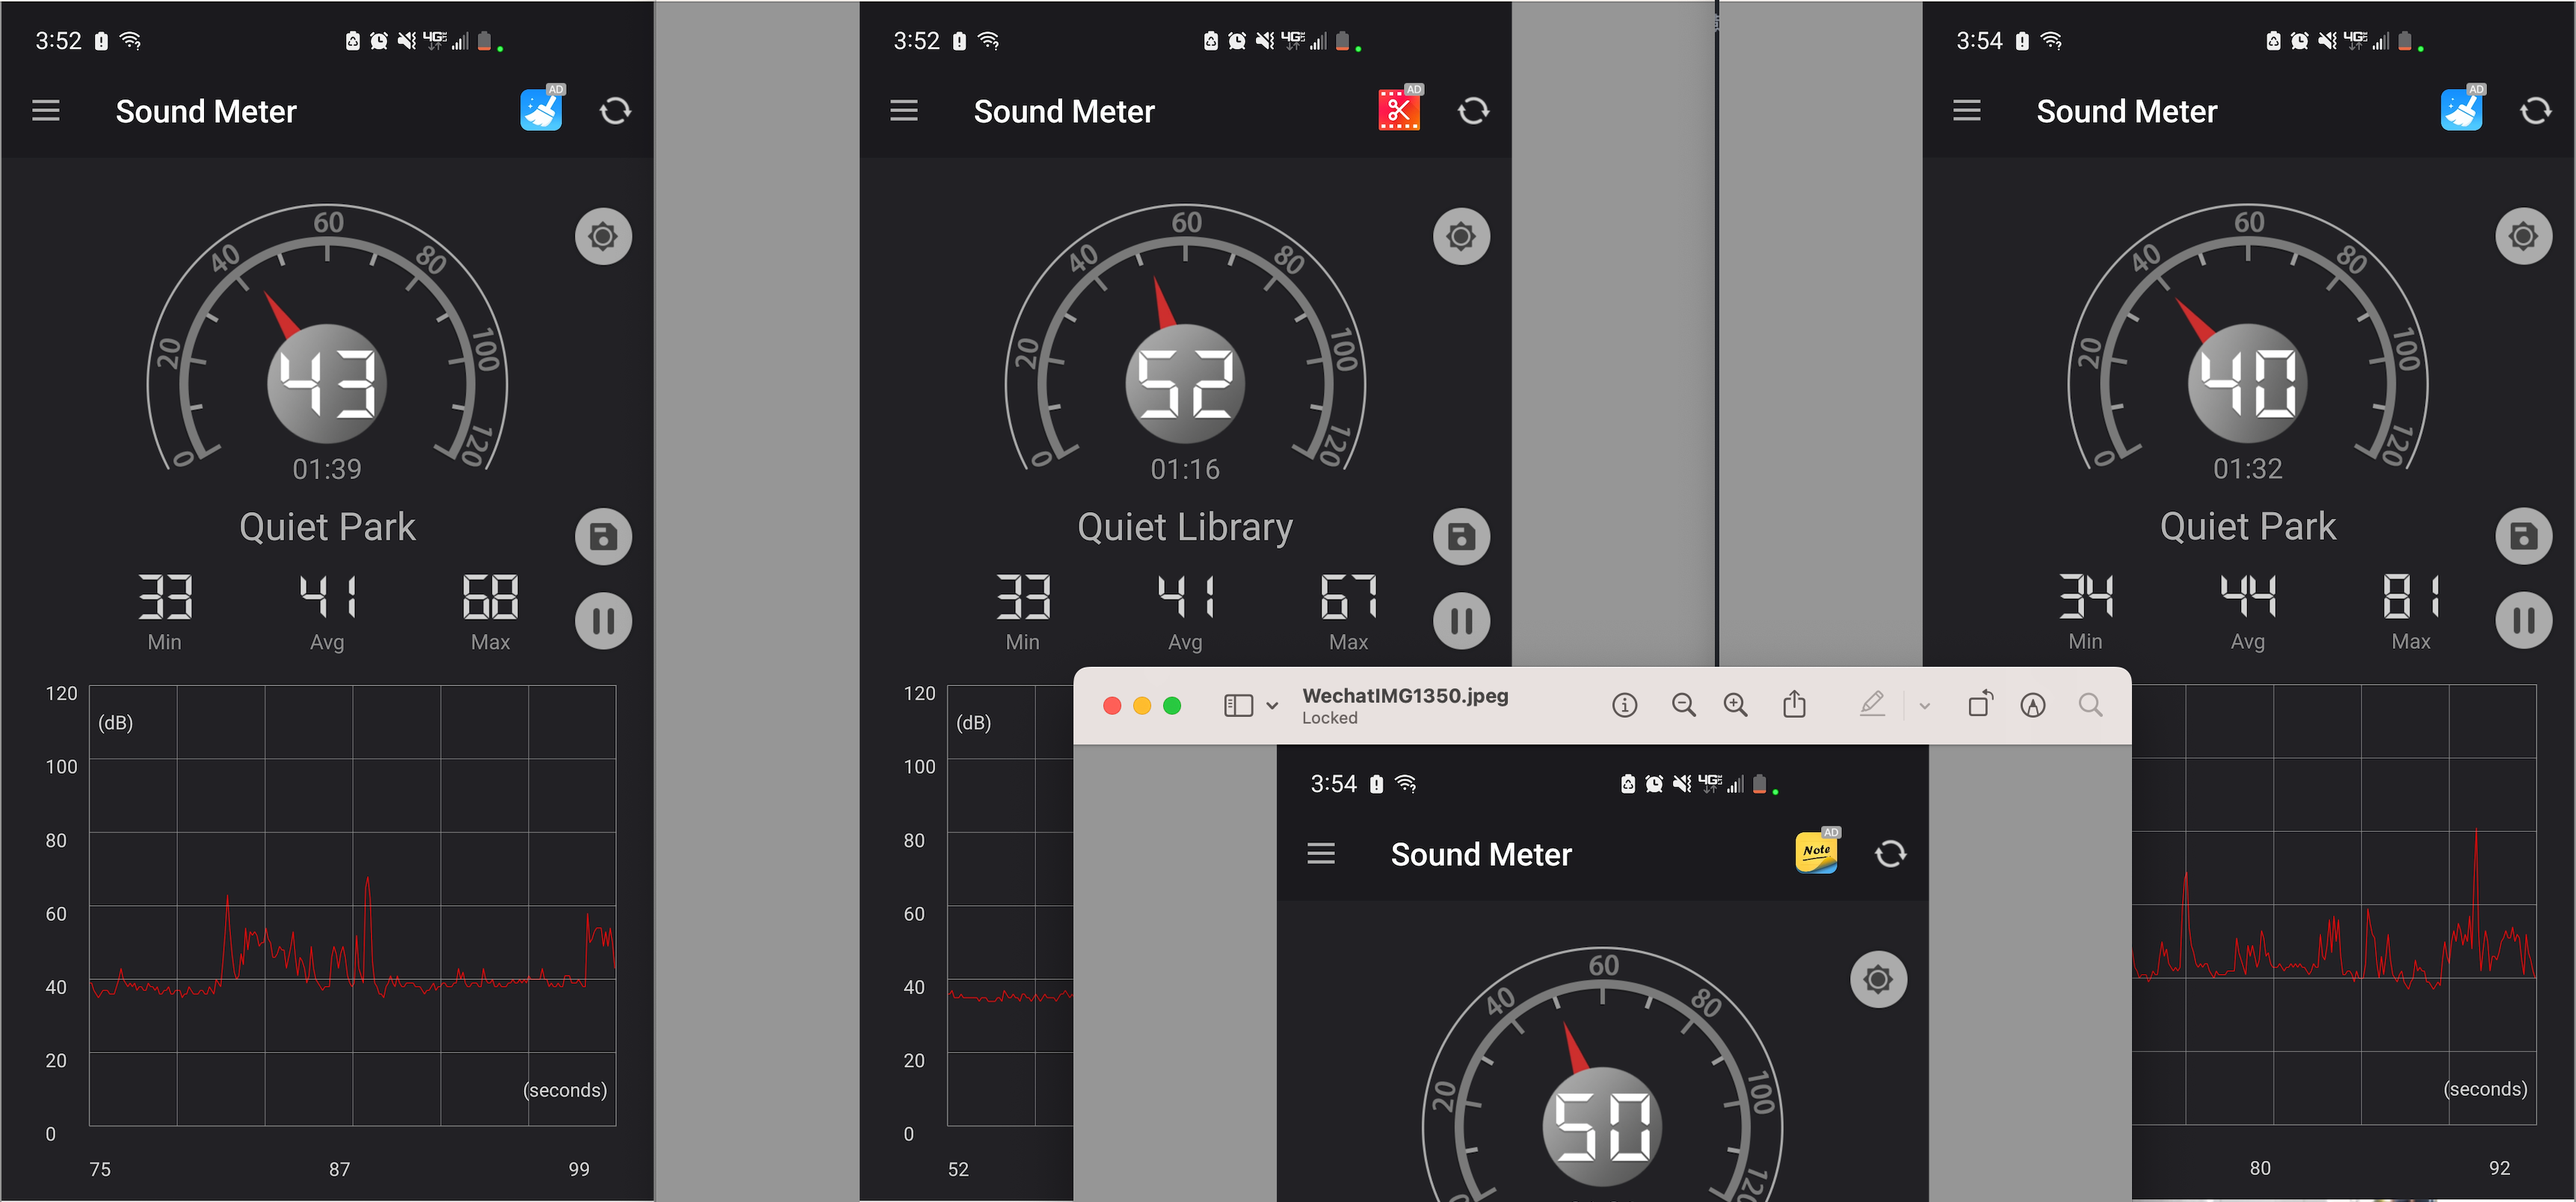 3:52
AD
Sound Meter
0 20 40 60 80 100 120
43
01:39
Quiet Park
33 41 68
Min Avg Max
120
(dB)
100
80
60
40
20
(seconds)
0
75 87 99
3:52
AD
Sound Meter
0 20 40 60 80 100 120
52
01:16
Quiet Library
33 41 67
Min Avg Max
120
(dB)
100
80
60
40
20
0
52
3:54
AD
Sound Meter
0 20 40 60 80 100 120
40
01:32
Quiet Park
34 44 81
Min Avg Max
(seconds)
80 92
WechatIMG1350.jpeg
Locked
3:54
AD
Note
Sound Meter
20 40 60 80 100 120
50